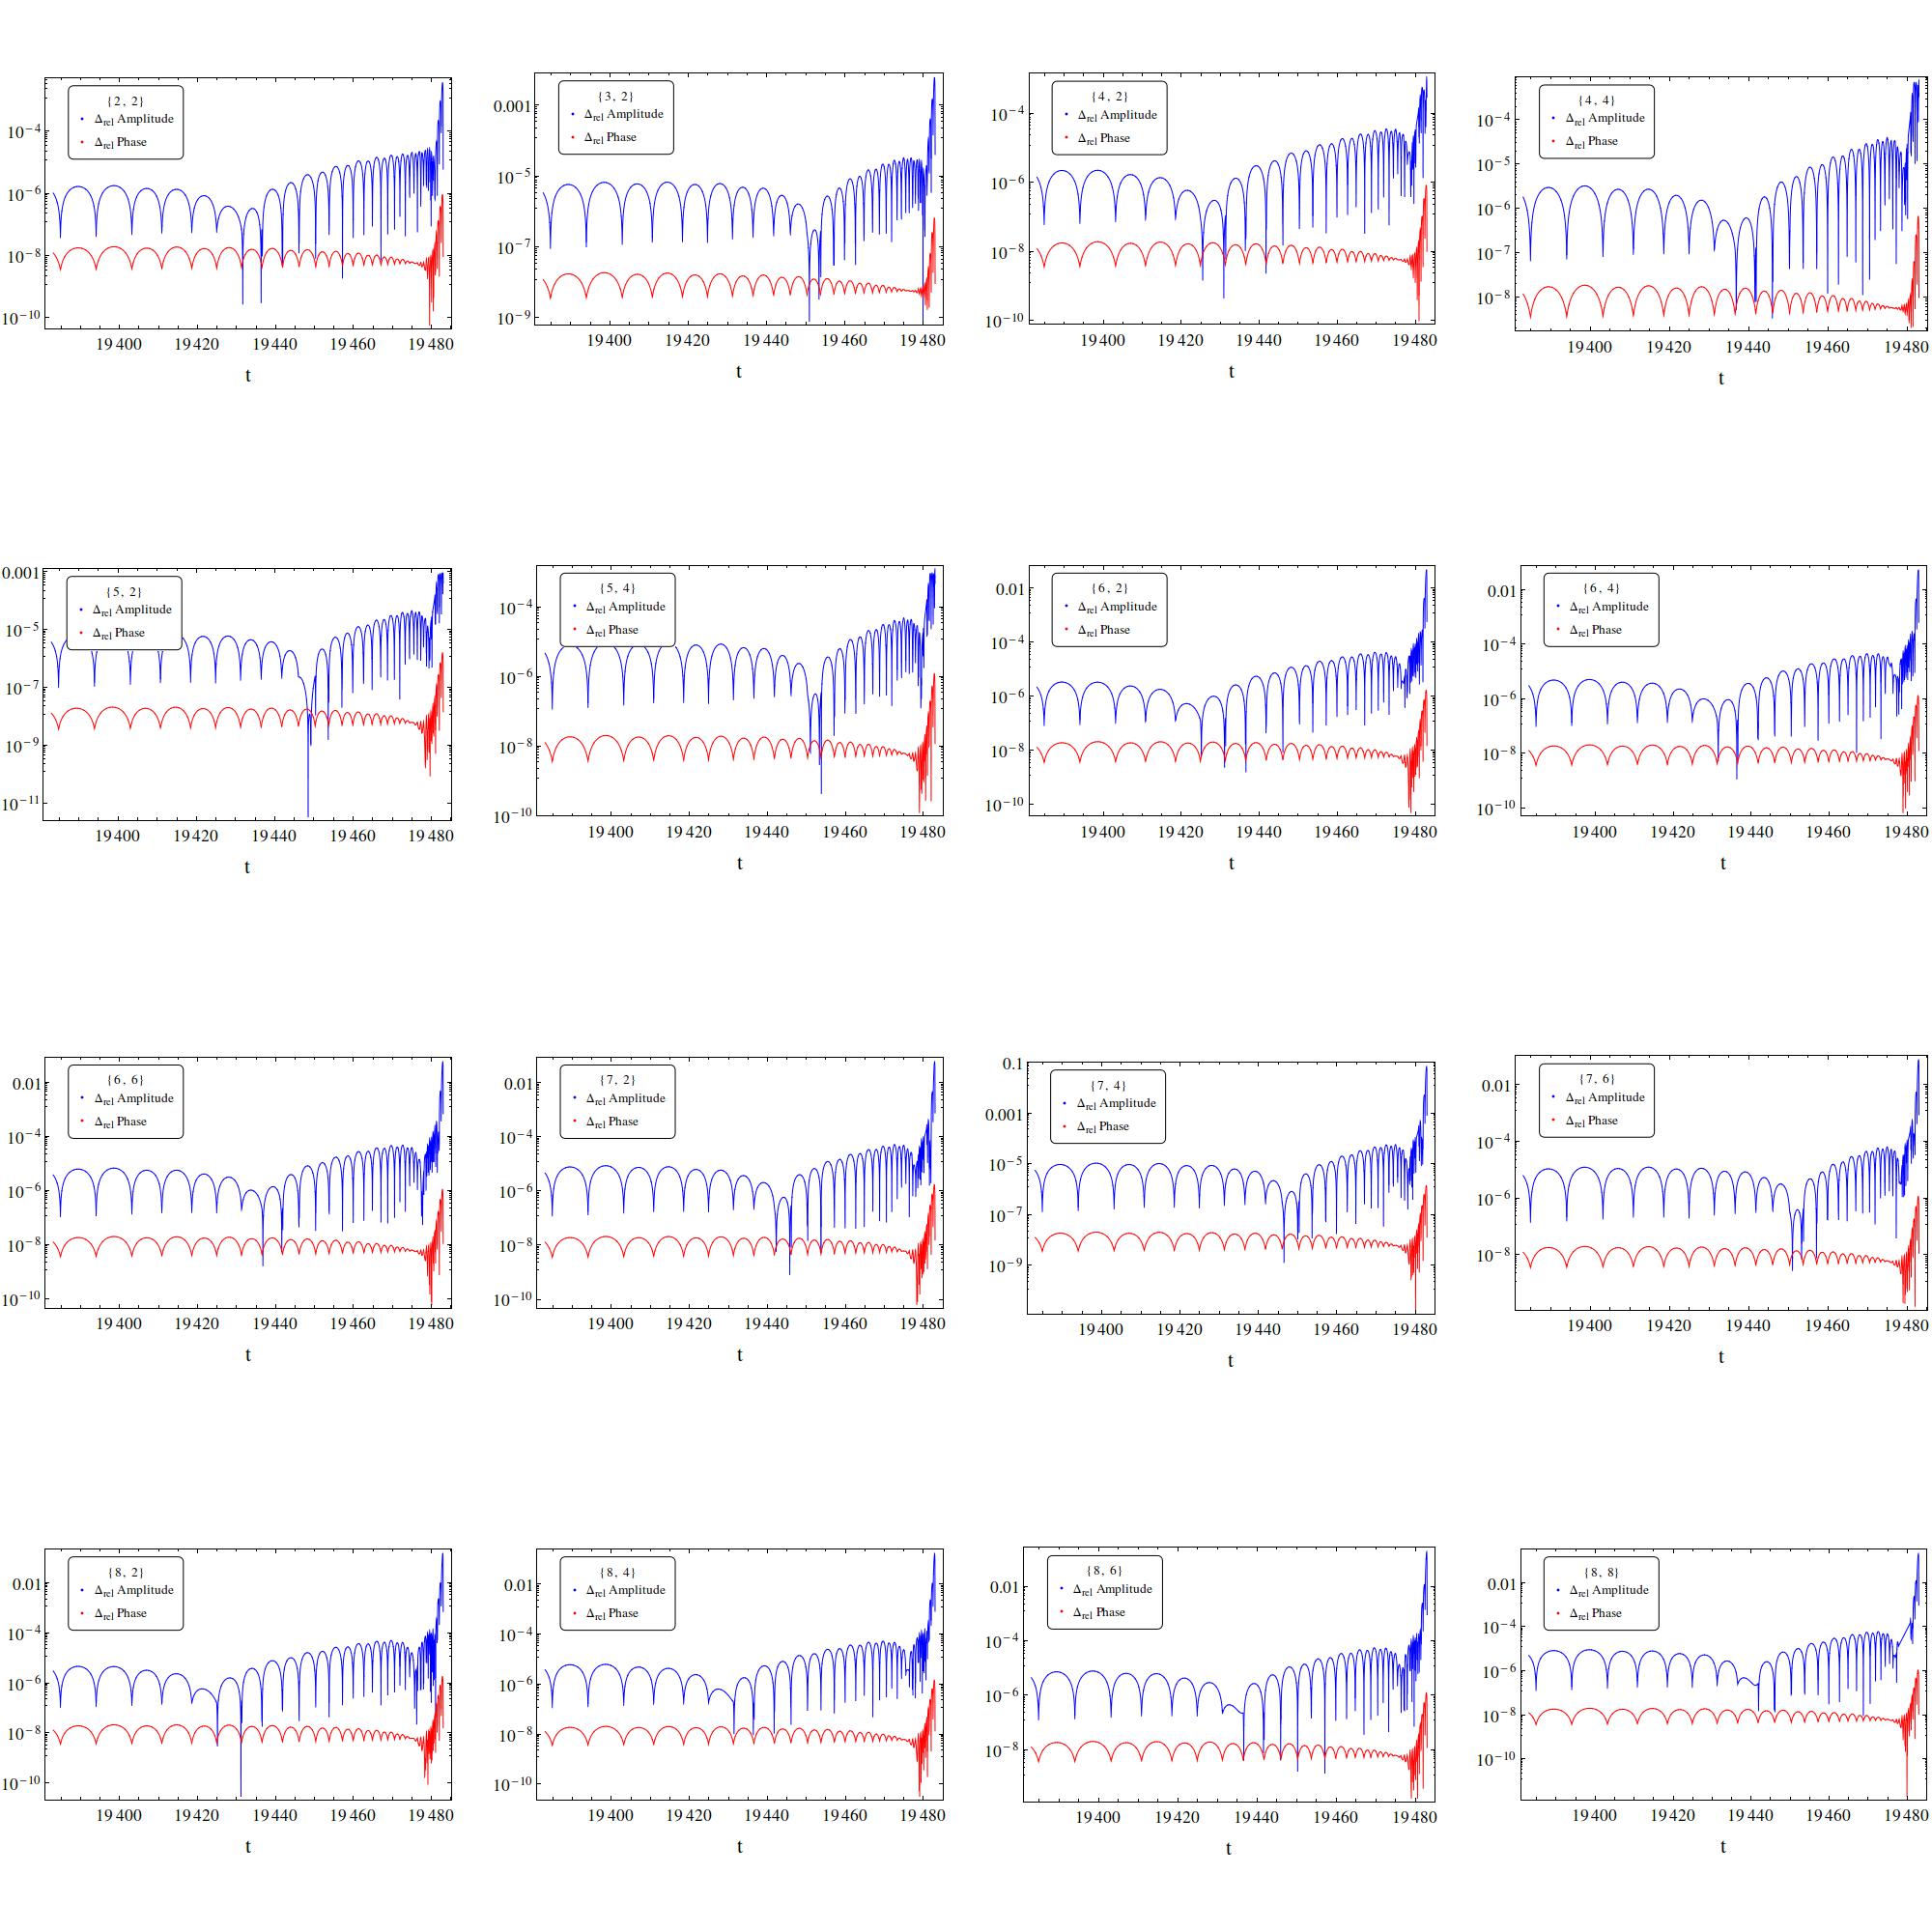 {2, 2}
Δrel Amplitude
Δrel Phase
10−4
10−6
10−8
10−10
19400 19420 19440 19460 19480
t
{3, 2}
Δrel Amplitude
Δrel Phase
0.001
10−5
10−7
10−9
19400 19420 19440 19460 19480
t
{4, 2}
Δrel Amplitude
Δrel Phase
10−4
10−6
10−8
10−10
19400 19420 19440 19460 19480
t
{4, 4}
Δrel Amplitude
Δrel Phase
10−4
10−5
10−6
10−7
10−8
19400 19420 19440 19460 19480
t
{5, 2}
Δrel Amplitude
Δrel Phase
0.001
10−5
10−7
10−9
10−11
19400 19420 19440 19460 19480
t
{5, 4}
Δrel Amplitude
Δrel Phase
10−4
10−6
10−8
10−10
19400 19420 19440 19460 19480
t
{6, 2}
Δrel Amplitude
Δrel Phase
0.01
10−4
10−6
10−8
10−10
19400 19420 19440 19460 19480
t
{6, 4}
Δrel Amplitude
Δrel Phase
0.01
10−4
10−6
10−8
10−10
19400 19420 19440 19460 19480
t
{6, 6}
Δrel Amplitude
Δrel Phase
0.01
10−4
10−6
10−8
10−10
19400 19420 19440 19460 19480
t
{7, 2}
Δrel Amplitude
Δrel Phase
0.01
10−4
10−6
10−8
10−10
19400 19420 19440 19460 19480
t
{7, 4}
Δrel Amplitude
Δrel Phase
0.1
0.001
10−5
10−7
10−9
19400 19420 19440 19460 19480
t
{7, 6}
Δrel Amplitude
Δrel Phase
0.01
10−4
10−6
10−8
19400 19420 19440 19460 19480
t
{8, 2}
Δrel Amplitude
Δrel Phase
0.01
10−4
10−6
10−8
10−10
19400 19420 19440 19460 19480
t
{8, 4}
Δrel Amplitude
Δrel Phase
0.01
10−4
10−6
10−8
10−10
19400 19420 19440 19460 19480
t
{8, 6}
Δrel Amplitude
Δrel Phase
0.01
10−4
10−6
10−8
19400 19420 19440 19460 19480
t
{8, 8}
Δrel Amplitude
Δrel Phase
0.01
10−4
10−6
10−8
10−10
19400 19420 19440 19460 19480
t